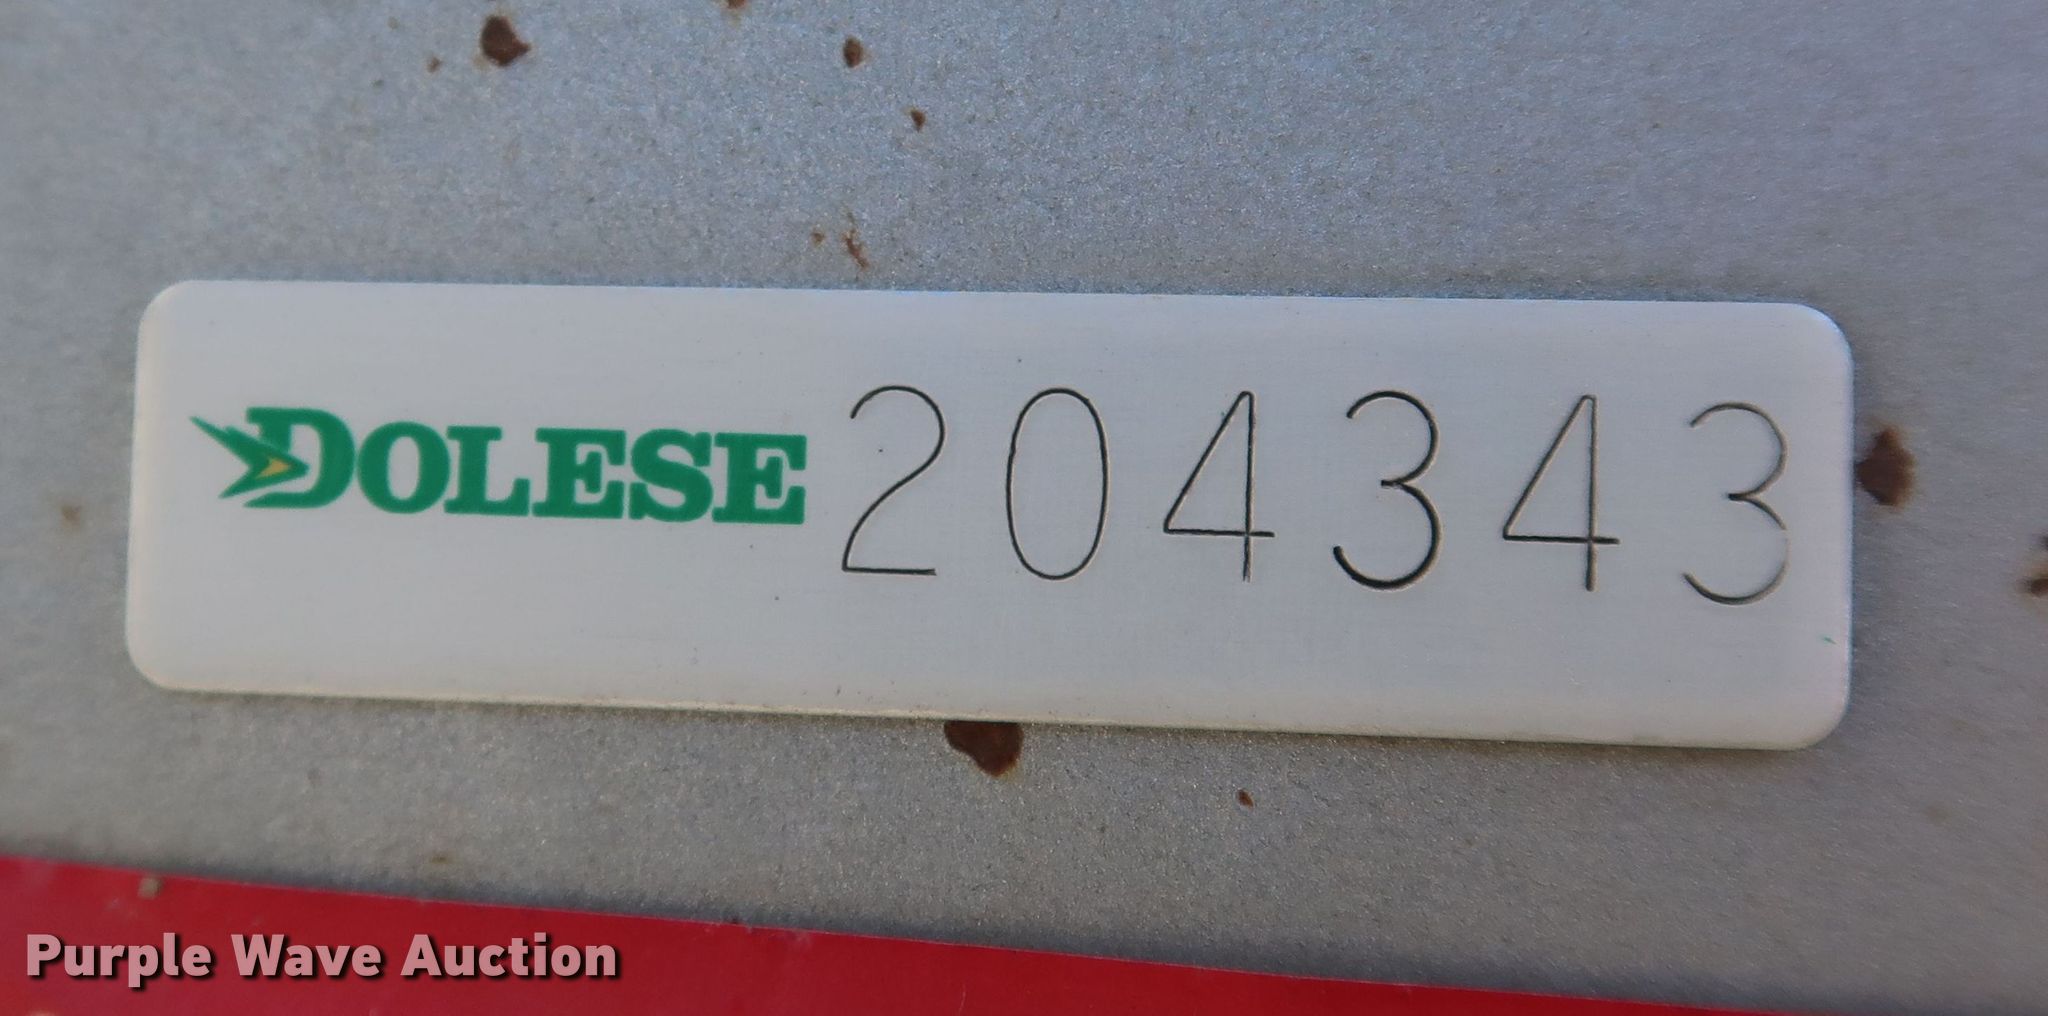 DOLESE 204343
Purple Wave Auction